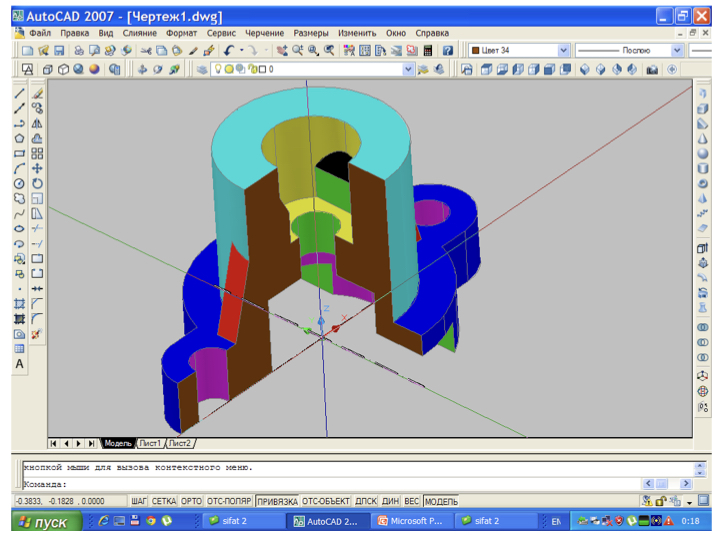 AutoCAD 2007 - [Чертеж1.dwg]
Файл Правка Вид Слияние Формат Сервис Черчение Размеры Изменить Окно Справка
Цвет 34 Послою
0
Z
X
A
Модель Лист1 Лист2
кнопкой мыши для вызова контекстного меню.
Команда:
-0.3833, -0.1828 , 0.0000 ШАГ СЕТКА ОРТО ОТС-ПОЛЯР ПРИВЯЗКА ОТС-ОБЪЕКТ ДПСК ДИН ВЕС МОДЕЛЬ
пуск sifat 2 AutoCAD 2... Microsoft P... sifat 2 EN 0:18